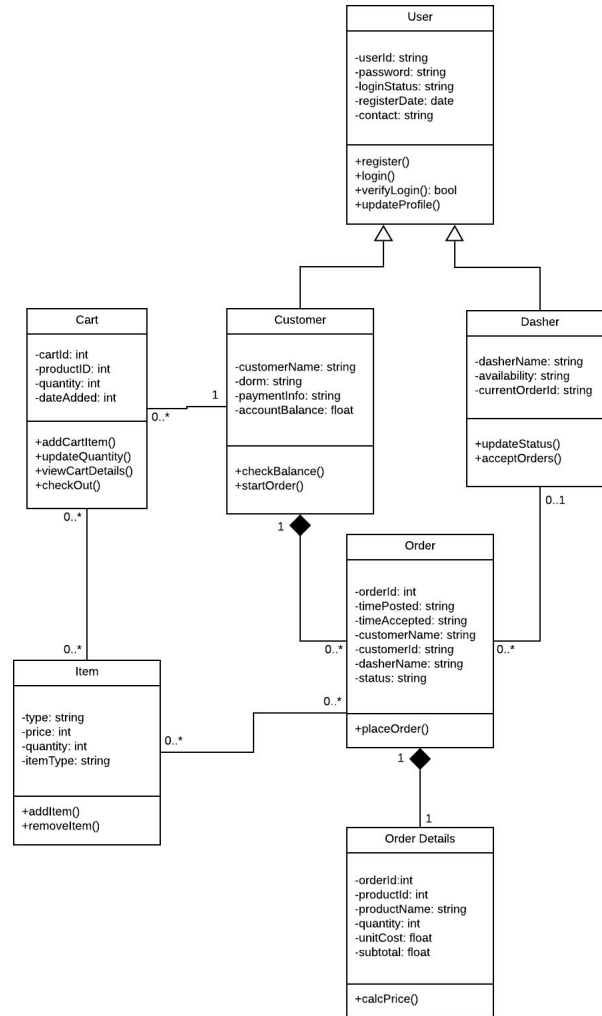 User
-userId: string
-password: string
-loginStatus: string
-registerDate: date
-contact: string
+register()
+login()
+verifyLogin(): bool
+updateProfile()
Cart
-cartId: int
-productID: int
-quantity: int
-dateAdded: int
+addCartItem()
+updateQuantity()
+viewCartDetails()
+checkOut()
0..*
1
Customer
-customerName: string
-dorm: string
-paymentInfo: string
-accountBalance: float
+checkBalance()
+startOrder()
Dasher
-dasherName: string
-availability: string
-currentOrderId: string
+updateStatus()
+acceptOrders()
0..*
1
0..1
Order
-orderId: int
-timePosted: string
-timeAccepted: string
-customerName: string
-customerId: string
-dasherName: string
-status: string
+placeOrder()
0..*
0..*
0..*
0..*
Item
-type: string
-price: int
-quantity: int
-itemType: string
+addItem()
+removeItem()
0..*
1
1
Order Details
-orderId:int
-productId: int
-productName: string
-quantity: int
-unitCost: float
-subtotal: float
+calcPrice()